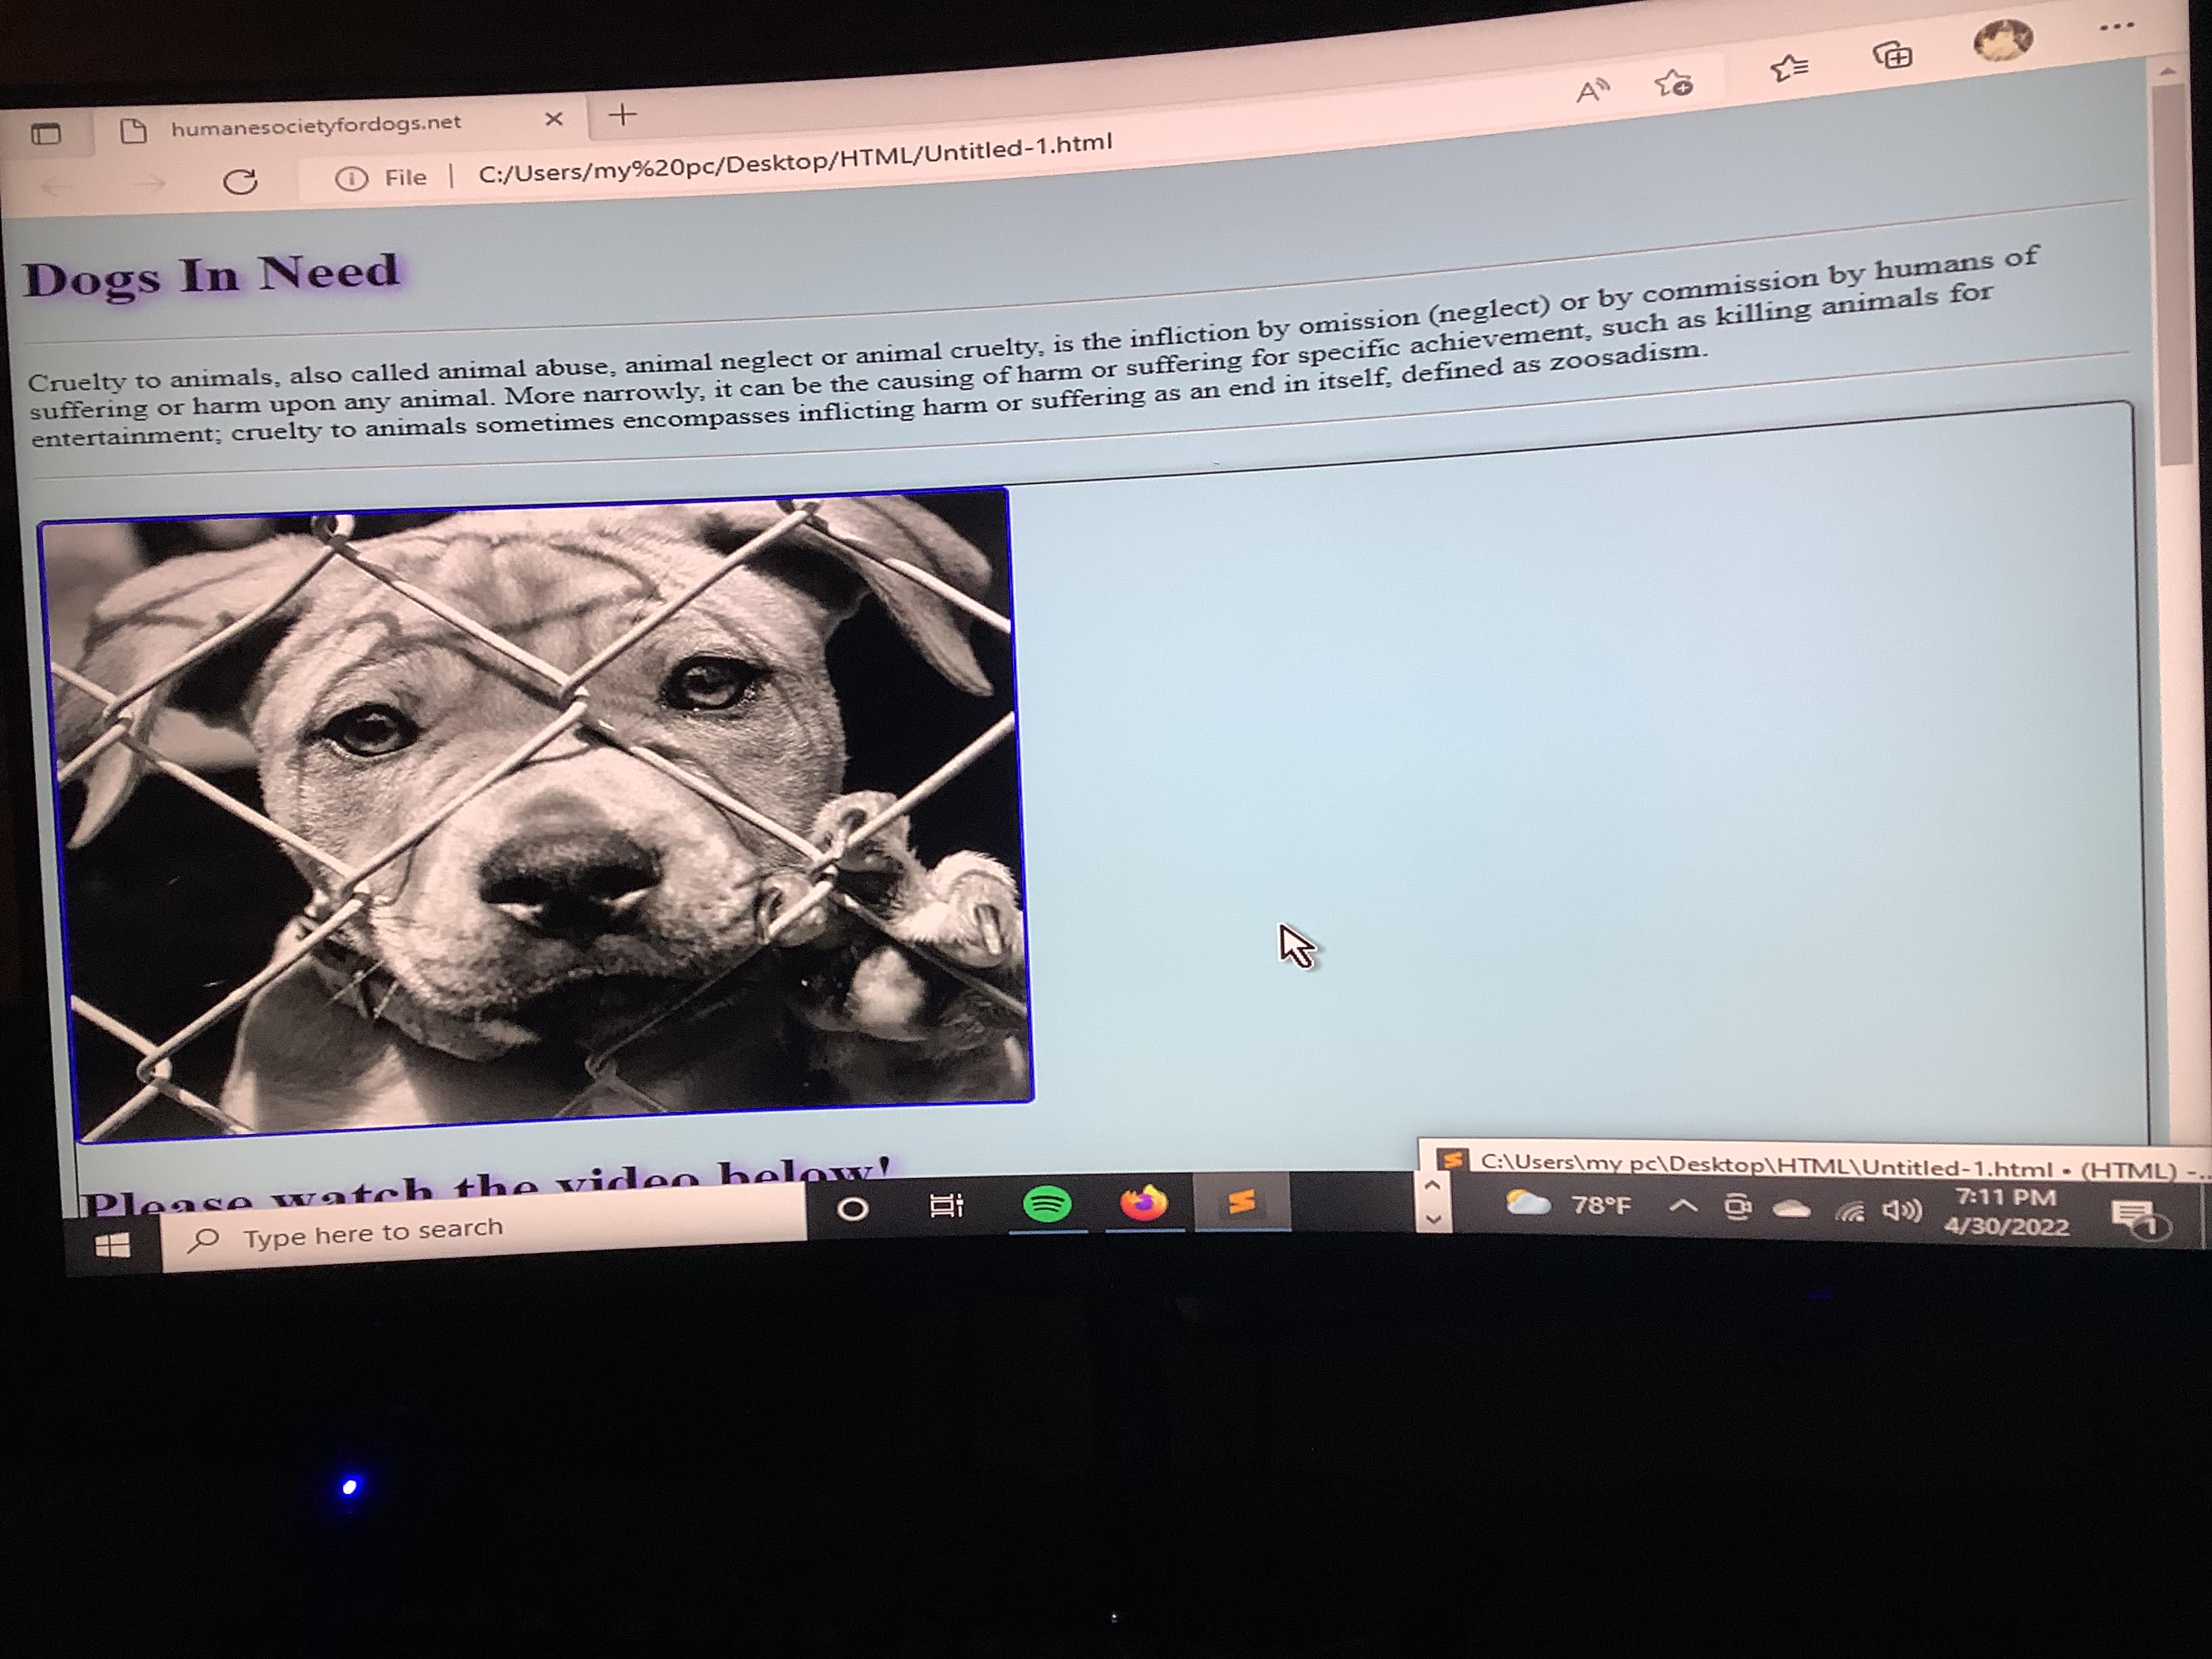 humanesocietyfordogs.net
File | C:/Users/my%20pc/Desktop/HTML/Untitled-1.html
Dogs In Need
Cruelty to animals, also called animal abuse, animal neglect or animal cruelty, is the infliction by omission (neglect) or by commission by humans of
suffering or harm upon any animal. More narrowly, it can be the causing of harm or suffering for specific achievement, such as killing animals for
entertainment; cruelty to animals sometimes encompasses inflicting harm or suffering as an end in itself, defined as zoosadism.
Please watch the video below!
C:\Users\my pc\Desktop\HTML\Untitled-1.html • (HTML) -...
Type here to search
78°F
7:11 PM
4/30/2022
1